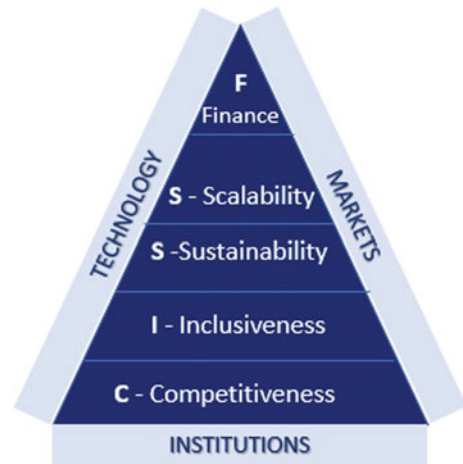 F
Finance
S - Scalability
S -Sustainability
I - Inclusiveness
C - Competitiveness
TECHNOLOGY
MARKETS
INSTITUTIONS